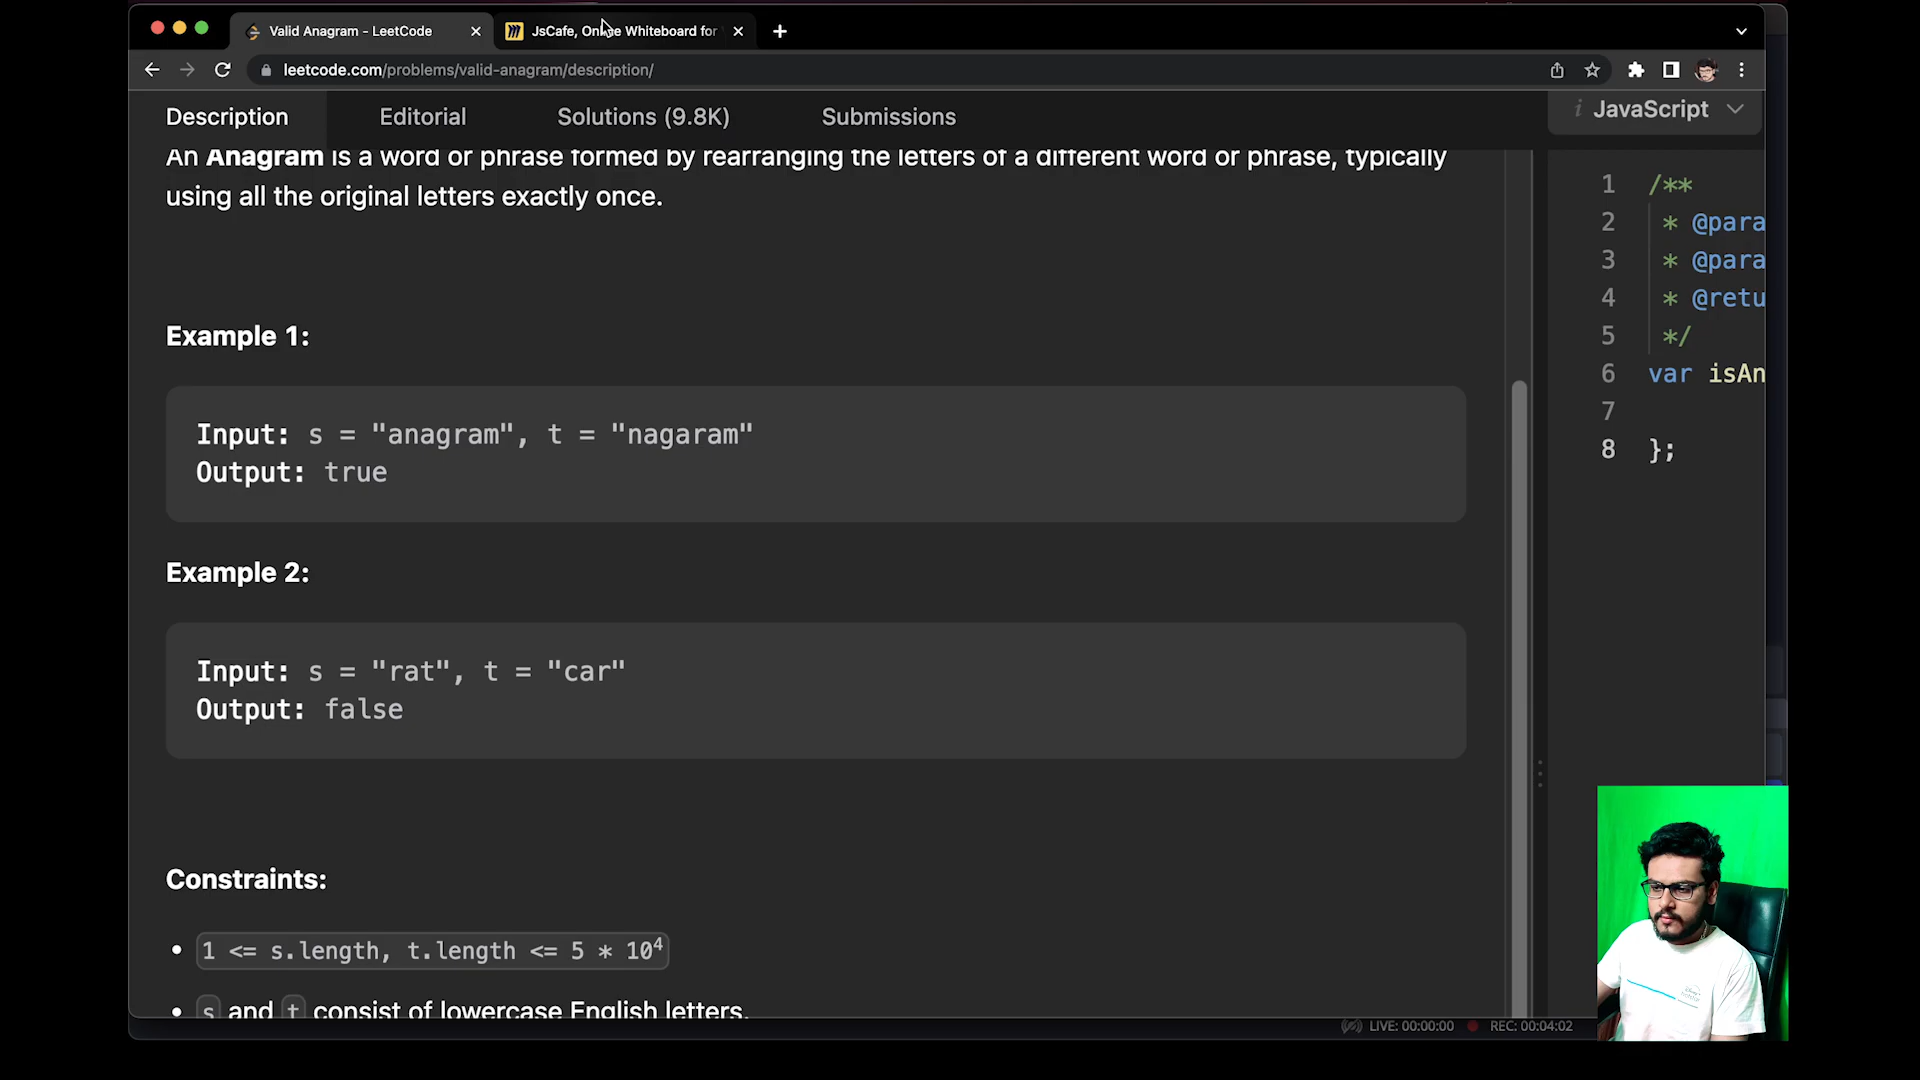 Valid Anagram - LeetCode
JsCafe, Online Whiteboard for
leetcode.com/problems/valid-anagram/description/
Description Editorial Solutions (9.8K) Submissions
i JavaScript
An Anagram is a word or phrase formed by rearranging the letters of a different word or phrase, typically
using all the original letters exactly once.
Example 1:
Input: s = "anagram", t = "nagaram"
Output: true
Example 2:
Input: s = "rat", t = "car"
Output: false
Constraints:
• 1 <= s.length, t.length <= 5 * 10⁴
• s and t consist of lowercase English letters.
1 /**
2 * @para
3 * @para
4 * @retu
5 */
6 var isAn
7
8 };
LIVE: 00:00:00 REC: 00:04:02